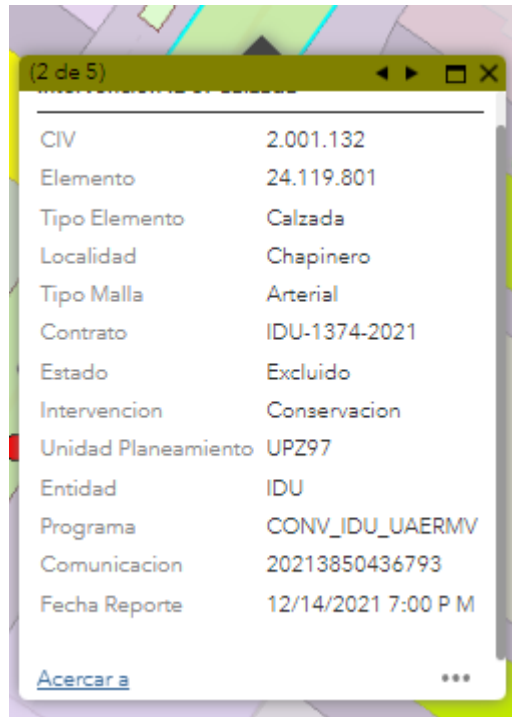 (2 de 5)
CIV 2.001.132
Elemento 24.119.801
Tipo Elemento Calzada
Localidad Chapinero
Tipo Malla Arterial
Contrato IDU-1374-2021
Estado Excluido
Intervencion Conservacion
Unidad Planeamiento UPZ97
Entidad IDU
Programa CONV_IDU_UAERMV
Comunicacion 20213850436793
Fecha Reporte 12/14/2021 7:00 P M
Acercar a